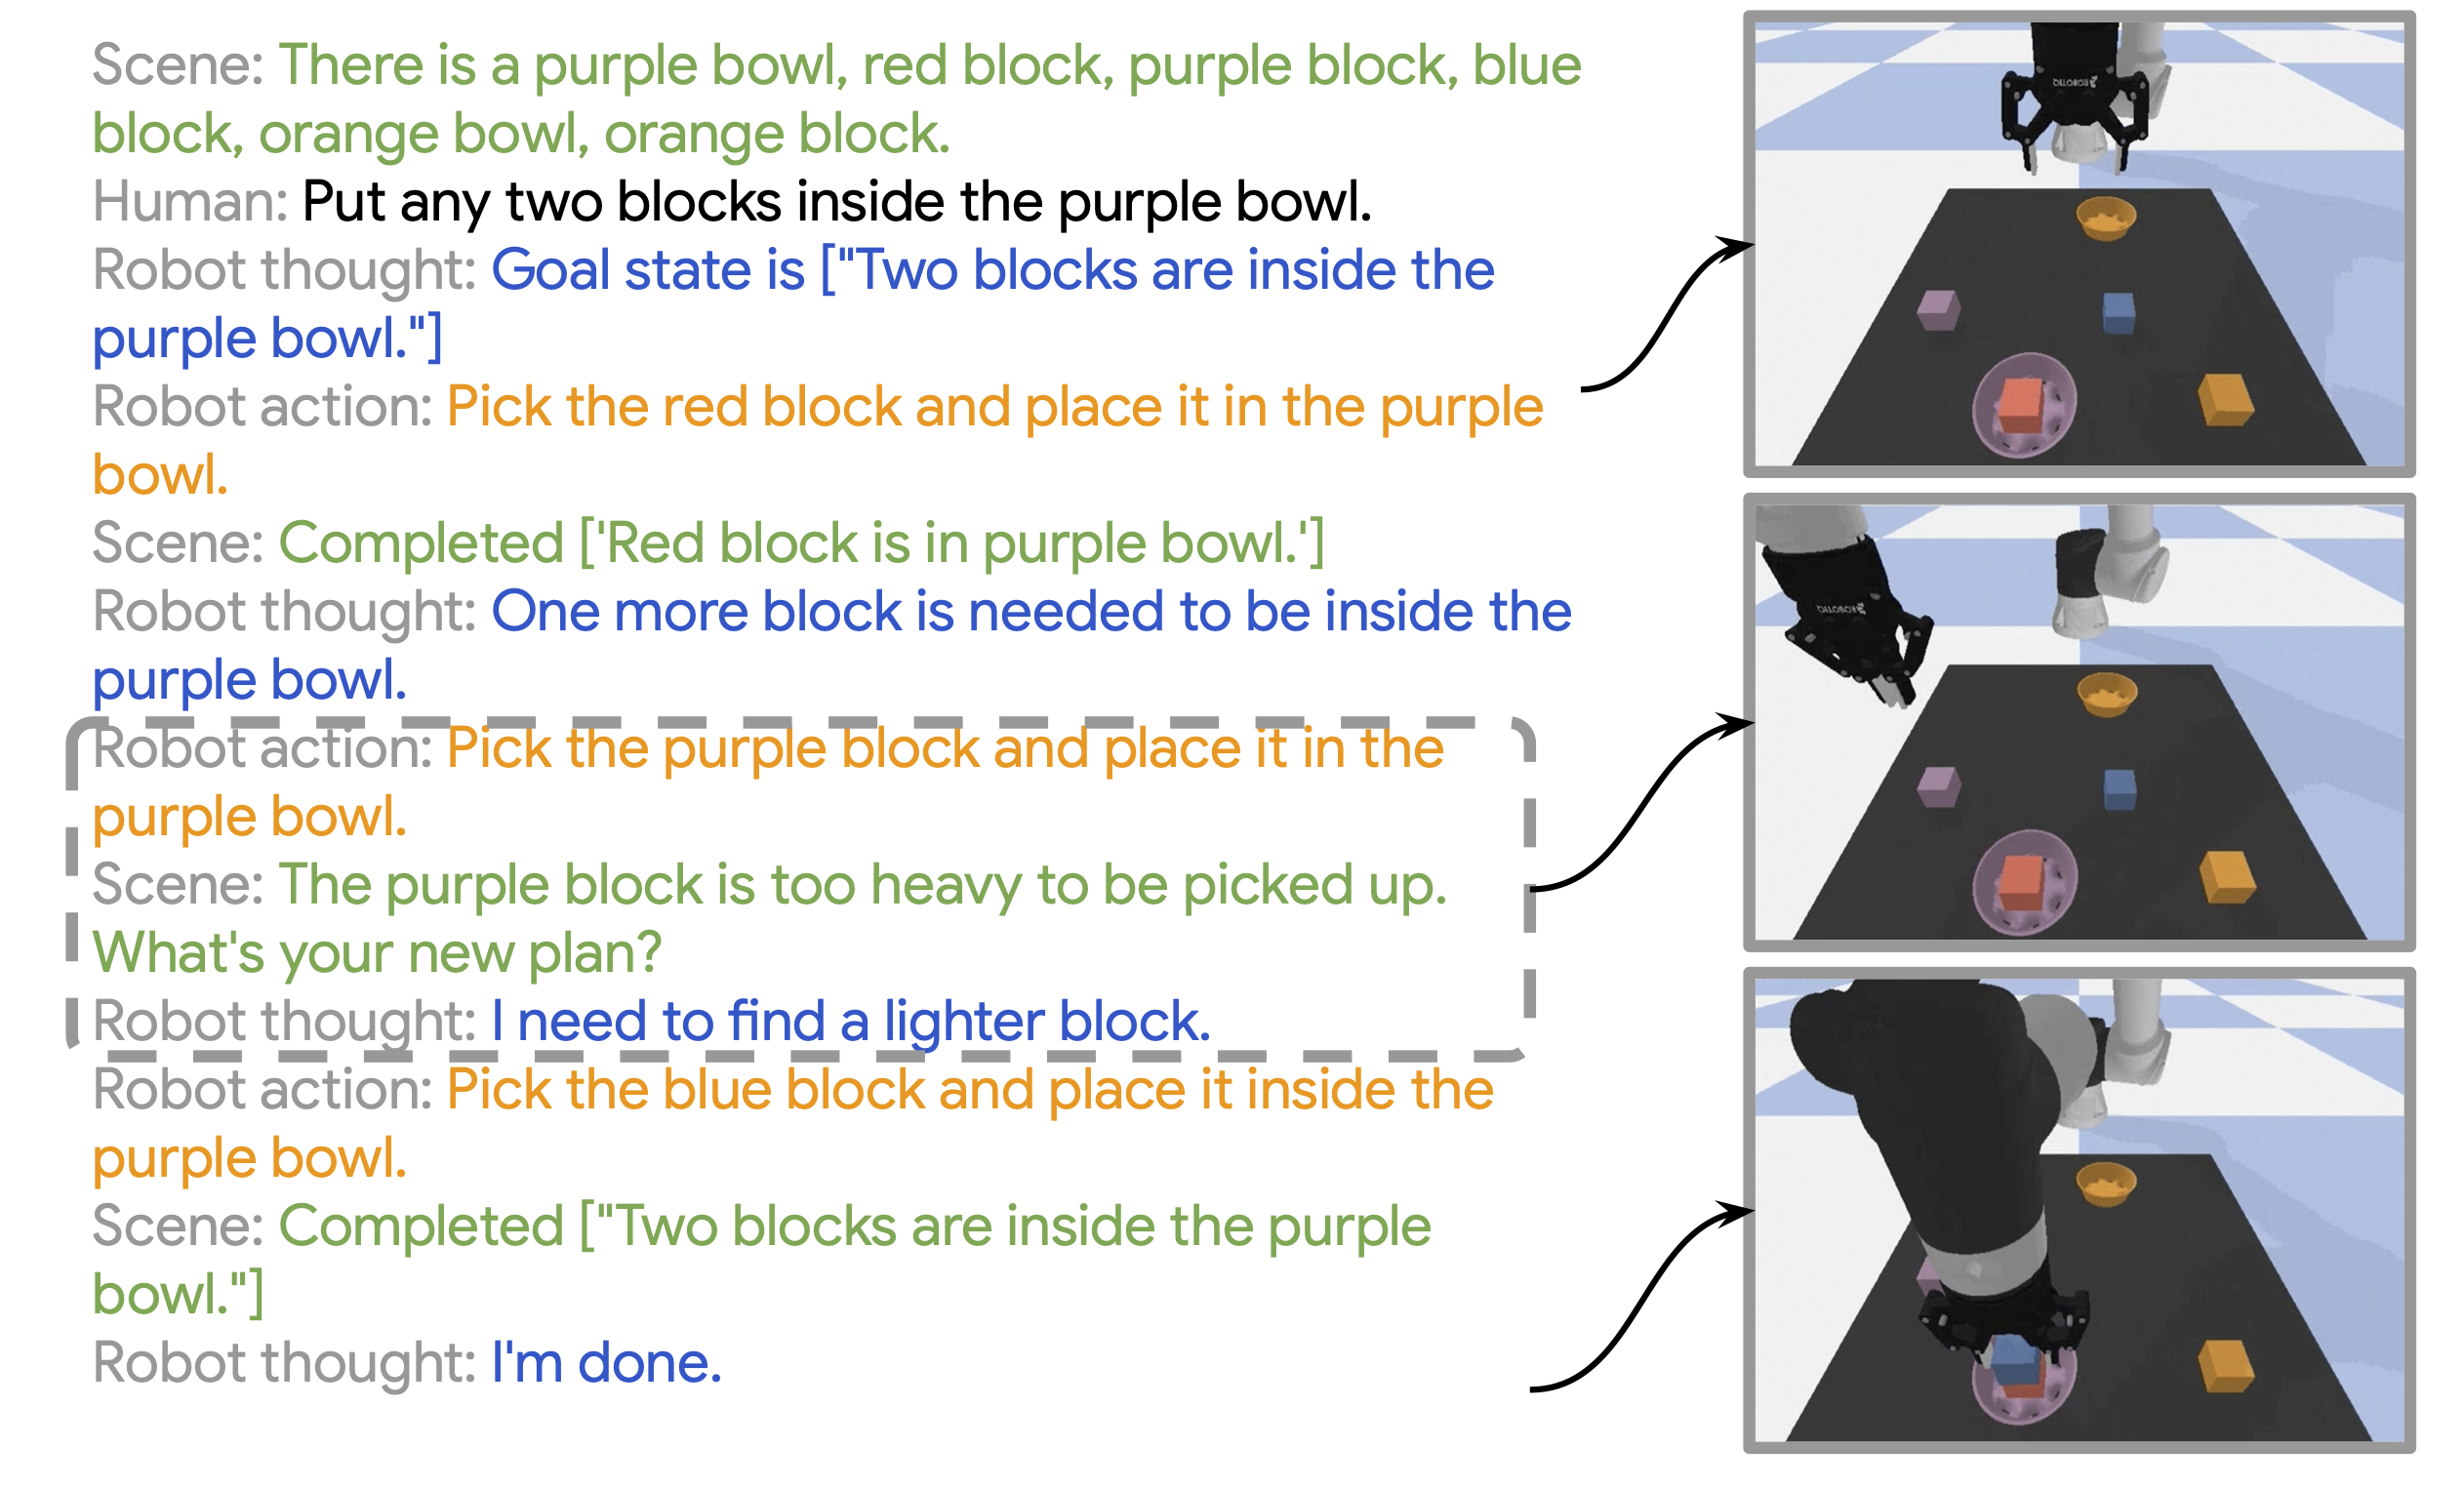 Scene: There is a purple bowl, red block, purple block, blue
block, orange bowl, orange block.
Human: Put any two blocks inside the purple bowl.
Robot thought: Goal state is ["Two blocks are inside the
purple bowl."]
Robot action: Pick the red block and place it in the purple
bowl.
Scene: Completed ['Red block is in purple bowl.']
Robot thought: One more block is needed to be inside the
purple bowl.
Robot action: Pick the purple block and place it in the
purple bowl.
Scene: The purple block is too heavy to be picked up.
What's your new plan?
Robot thought: I need to find a lighter block.
Robot action: Pick the blue block and place it inside the
purple bowl.
Scene: Completed ["Two blocks are inside the purple
bowl."]
Robot thought: I'm done.
ROBOTIQ
ROBOTIQ